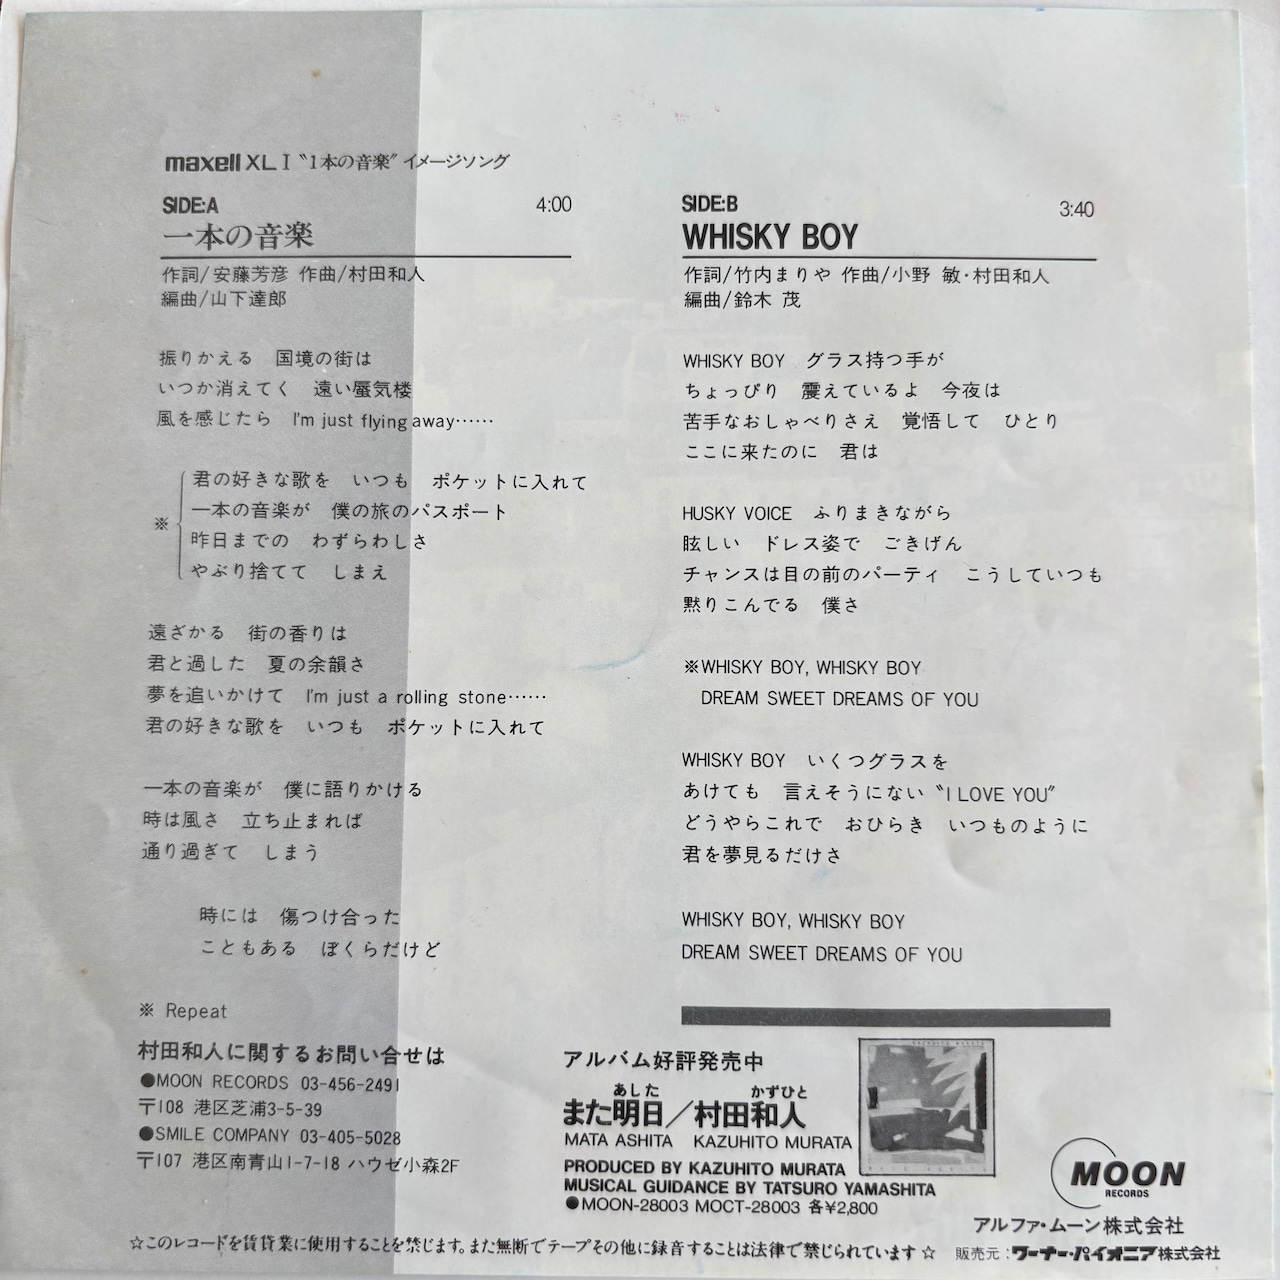 maxell XL I "1本の音楽" イメージソング
SIDE:A 4:00
一本の音楽
作詞/安藤芳彦 作曲/村田和人
編曲/山下達郎
振りかえる 国境の街は
いつか消えてく 遠い蜃気楼
風を感じたら I'm just flying away……
君の好きな歌を いつも ポケットに入れて
※ 一本の音楽が 僕の旅のパスポート
昨日までの わずらわしさ
やぶり捨てて しまえ
遠ざかる 街の香りは
君と過した 夏の余韻さ
夢を追いかけて I'm just a rolling stone……
君の好きな歌を いつも ポケットに入れて
一本の音楽が 僕に語りかける
時は風さ 立ち止まれば
通り過ぎて しまう
時には 傷つけ合った
こともある ぼくらだけど
※ Repeat
SIDE:B 3:40
WHISKY BOY
作詞/竹内まりや 作曲/小野 敏・村田和人
編曲/鈴木 茂
WHISKY BOY グラス持つ手が
ちょっぴり 震えているよ 今夜は
苦手なおしゃべりさえ 覚悟して ひとり
ここに来たのに 君は
HUSKY VOICE ふりまきながら
眩しい ドレス姿で ごきげん
チャンスは目の前のパーティ こうしていつも
黙りこんでる 僕さ
※WHISKY BOY, WHISKY BOY
DREAM SWEET DREAMS OF YOU
WHISKY BOY いくつグラスを
あけても 言えそうにない "I LOVE YOU"
どうやらこれで おひらき いつものように
君を夢見るだけさ
WHISKY BOY, WHISKY BOY
DREAM SWEET DREAMS OF YOU
村田和人に関するお問い合せは
●MOON RECORDS 03-456-2491
〒108 港区芝浦3-5-39
●SMILE COMPANY 03-405-5028
〒107 港区南青山1-7-18 ハウゼ小森2F
アルバム好評発売中
あした かずひと
また明日/村田和人
MATA ASHITA KAZUHITO MURATA
PRODUCED BY KAZUHITO MURATA
MUSICAL GUIDANCE BY TATSURO YAMASHITA
●MOON-28003 MOCT-28003 各¥2,800
KAZUHITO MURATA
MATA ASHITA
MOON
RECORDS
アルファ・ムーン株式会社
販売元:ワーナー・パイオニア株式会社
☆このレコードを賃貸業に使用することを禁じます。また無断でテープその他に録音することは法律で禁じられています☆